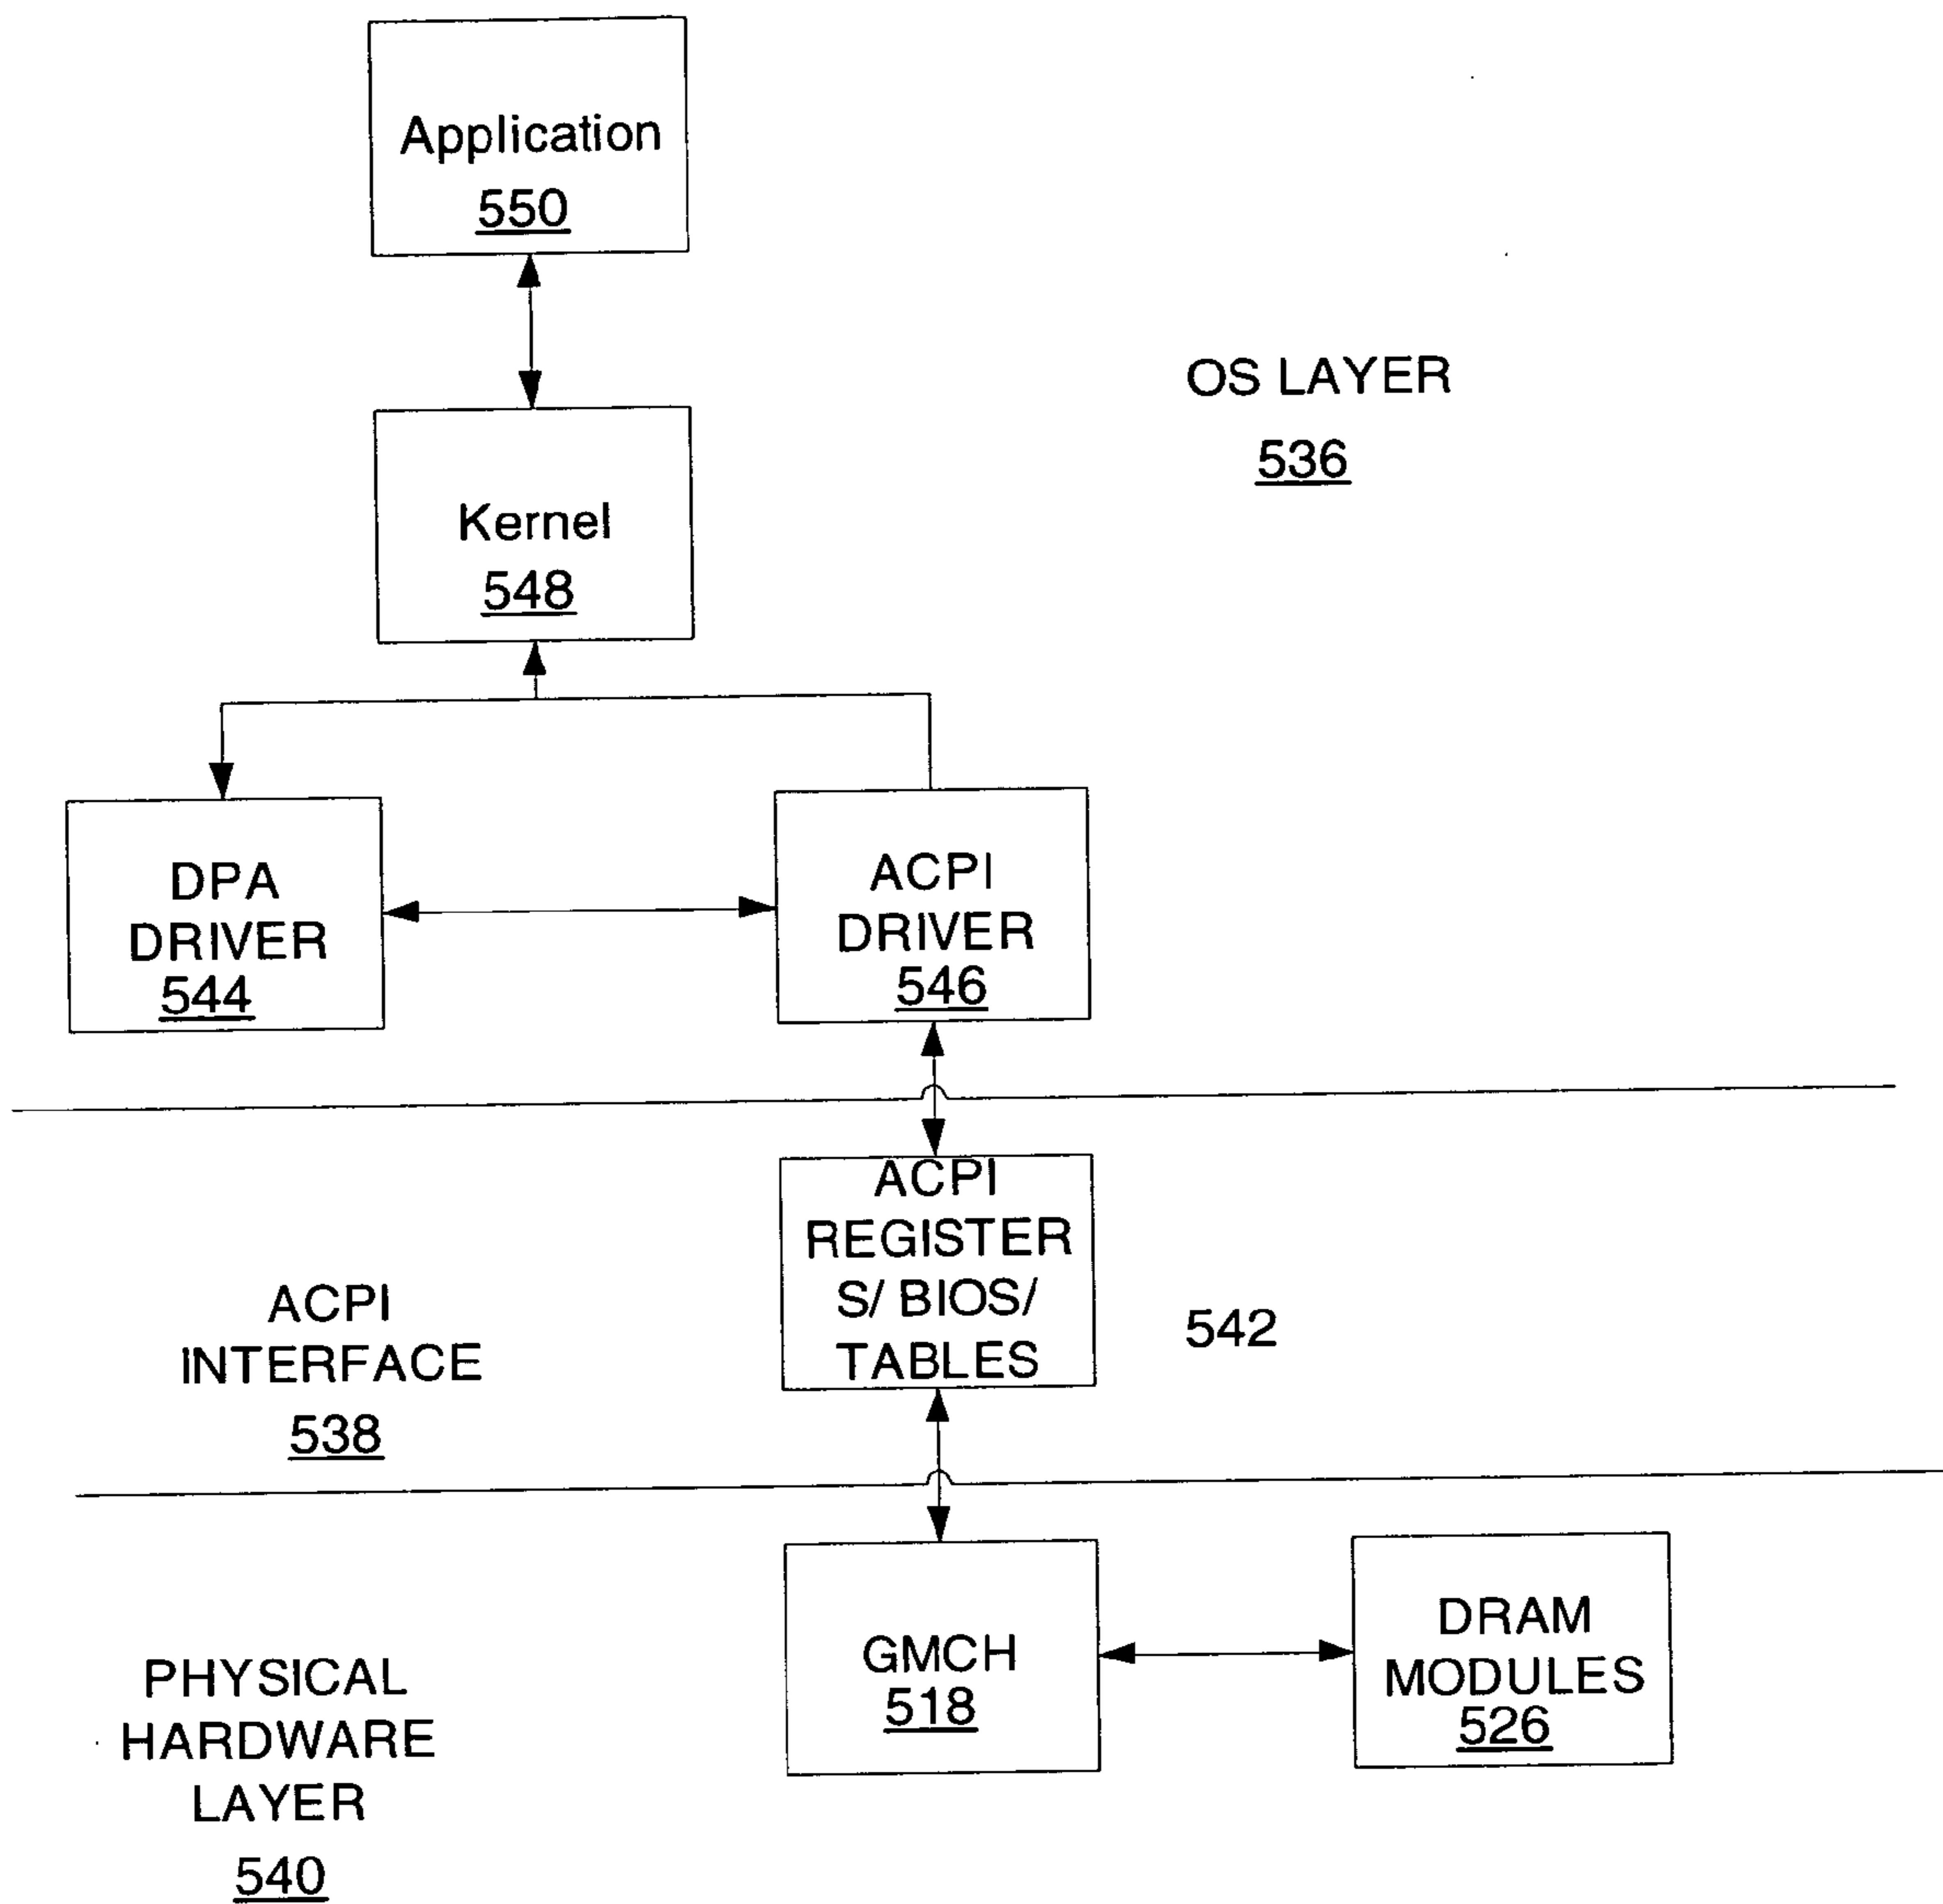 Application
550
OS LAYER
536
Kernel
548
DPA
DRIVER
544
ACPI
DRIVER
546
ACPI
REGISTER
S/ BIOS/
TABLES
542
ACPI
INTERFACE
538
GMCH
518
DRAM
MODULES
526
PHYSICAL
HARDWARE
LAYER
540